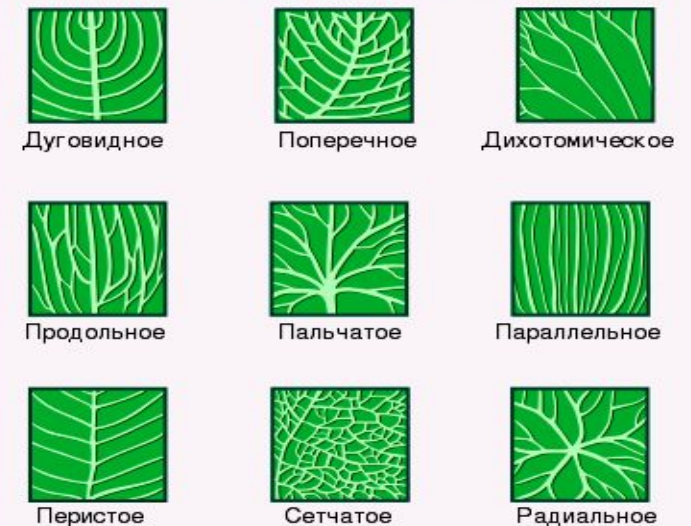 Дуговидное
Поперечное
Дихотомическое
Продольное
Пальчатое
Параллельное
Перистое
Сетчатое
Радиальное